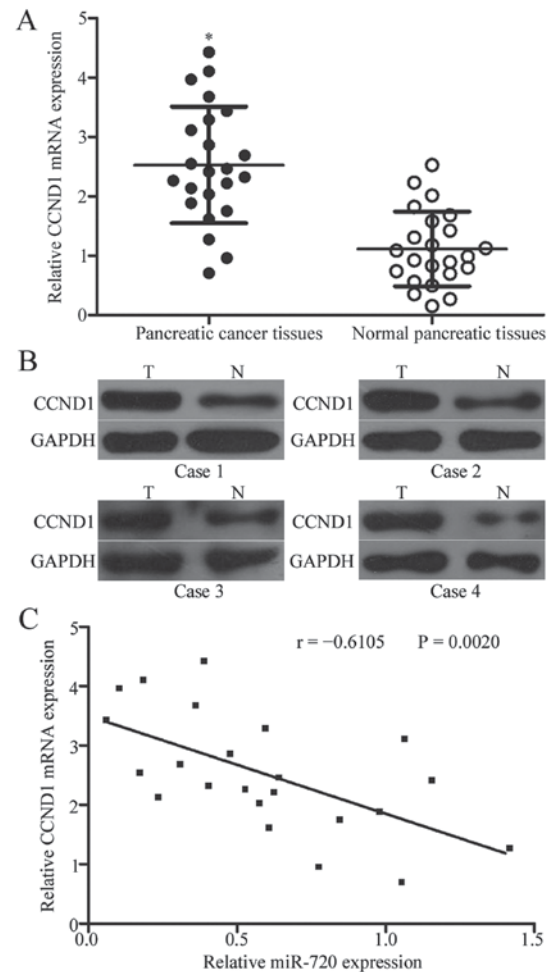 A
Relative CCND1 mRNA expression
5
4
3
2
1
0
*
Pancreatic cancer tissues
Normal pancreatic tissues
B
T N
CCND1
GAPDH
Case 1
T N
CCND1
GAPDH
Case 2
T N
CCND1
GAPDH
Case 3
T N
CCND1
GAPDH
Case 4
C
r = −0.6105 P = 0.0020
Relative CCND1 mRNA expression
5
4
3
2
1
0
0.0 0.5 1.0 1.5
Relative miR-720 expression